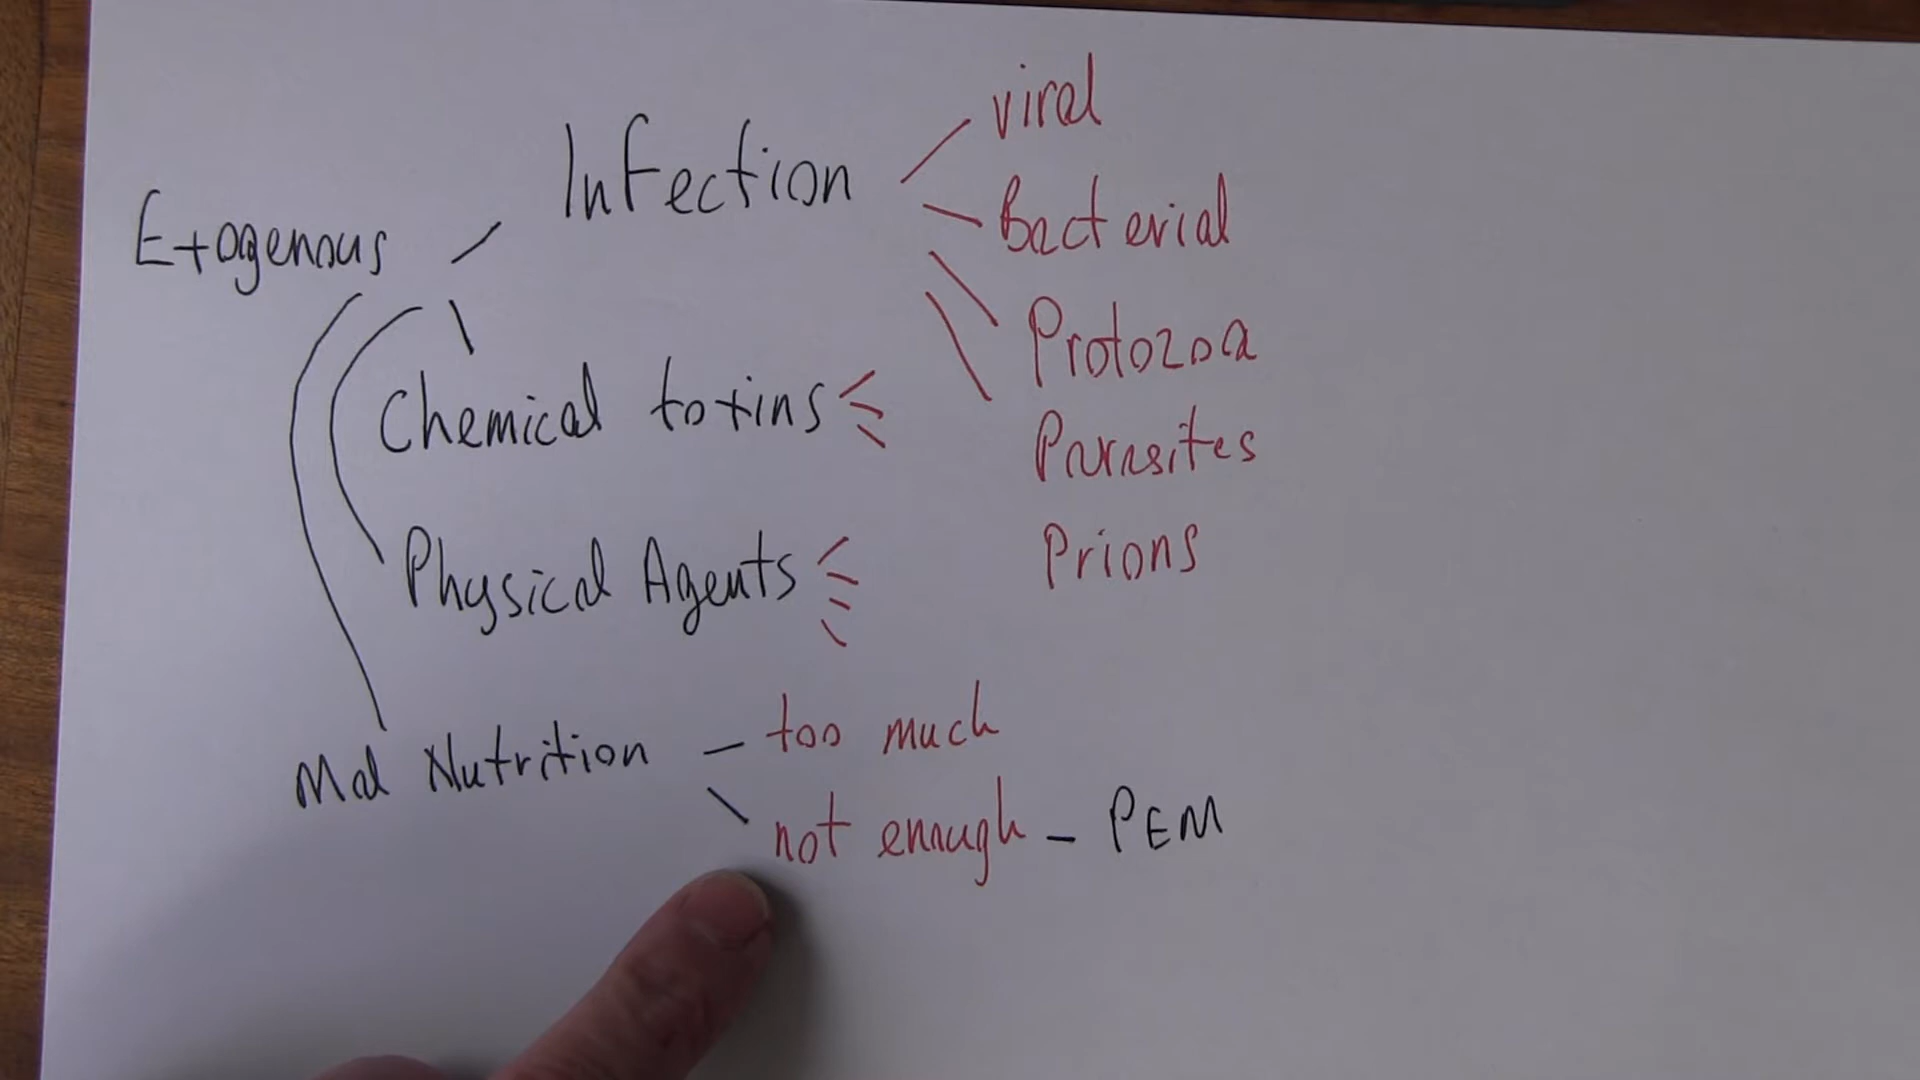 Exogenous
Infection
viral
Bacterial
Protozoa
Parasites
Prions
Chemical toxins
Physical Agents
Mal Nutrition - too much
not enough - PEM